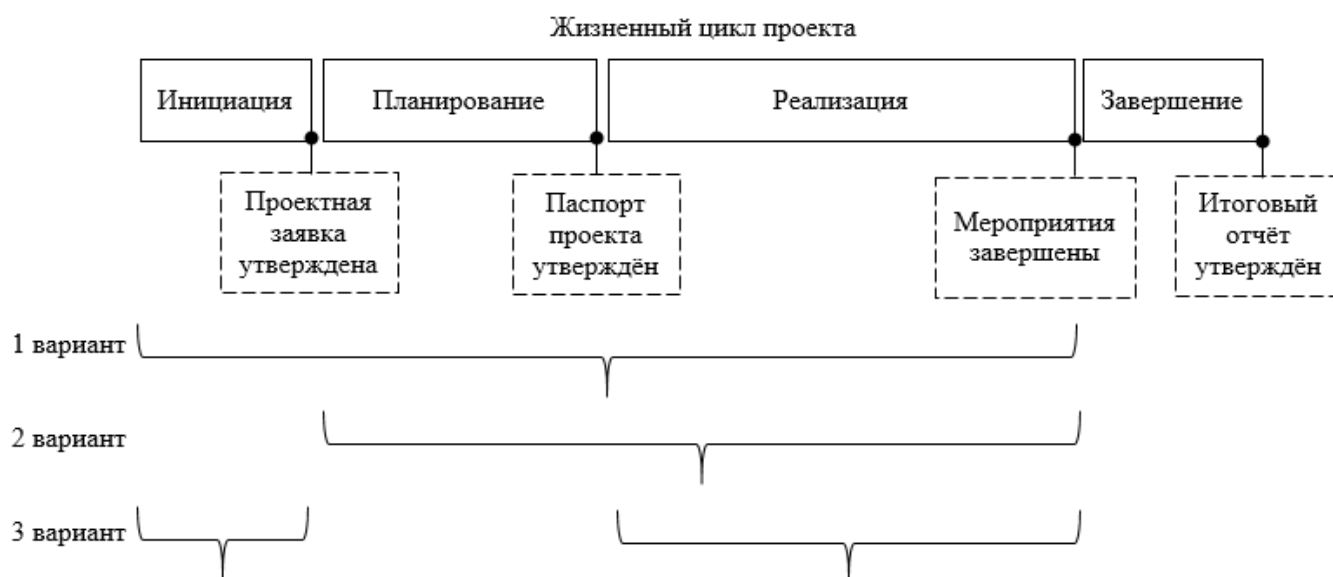 Жизненный цикл проекта
Инициация
Планирование
Реализация
Завершение
Проектная
заявка
утверждена
Паспорт
проекта
утверждён
Мероприятия
завершены
Итоговый
отчёт
утверждён
1 вариант
2 вариант
3 вариант